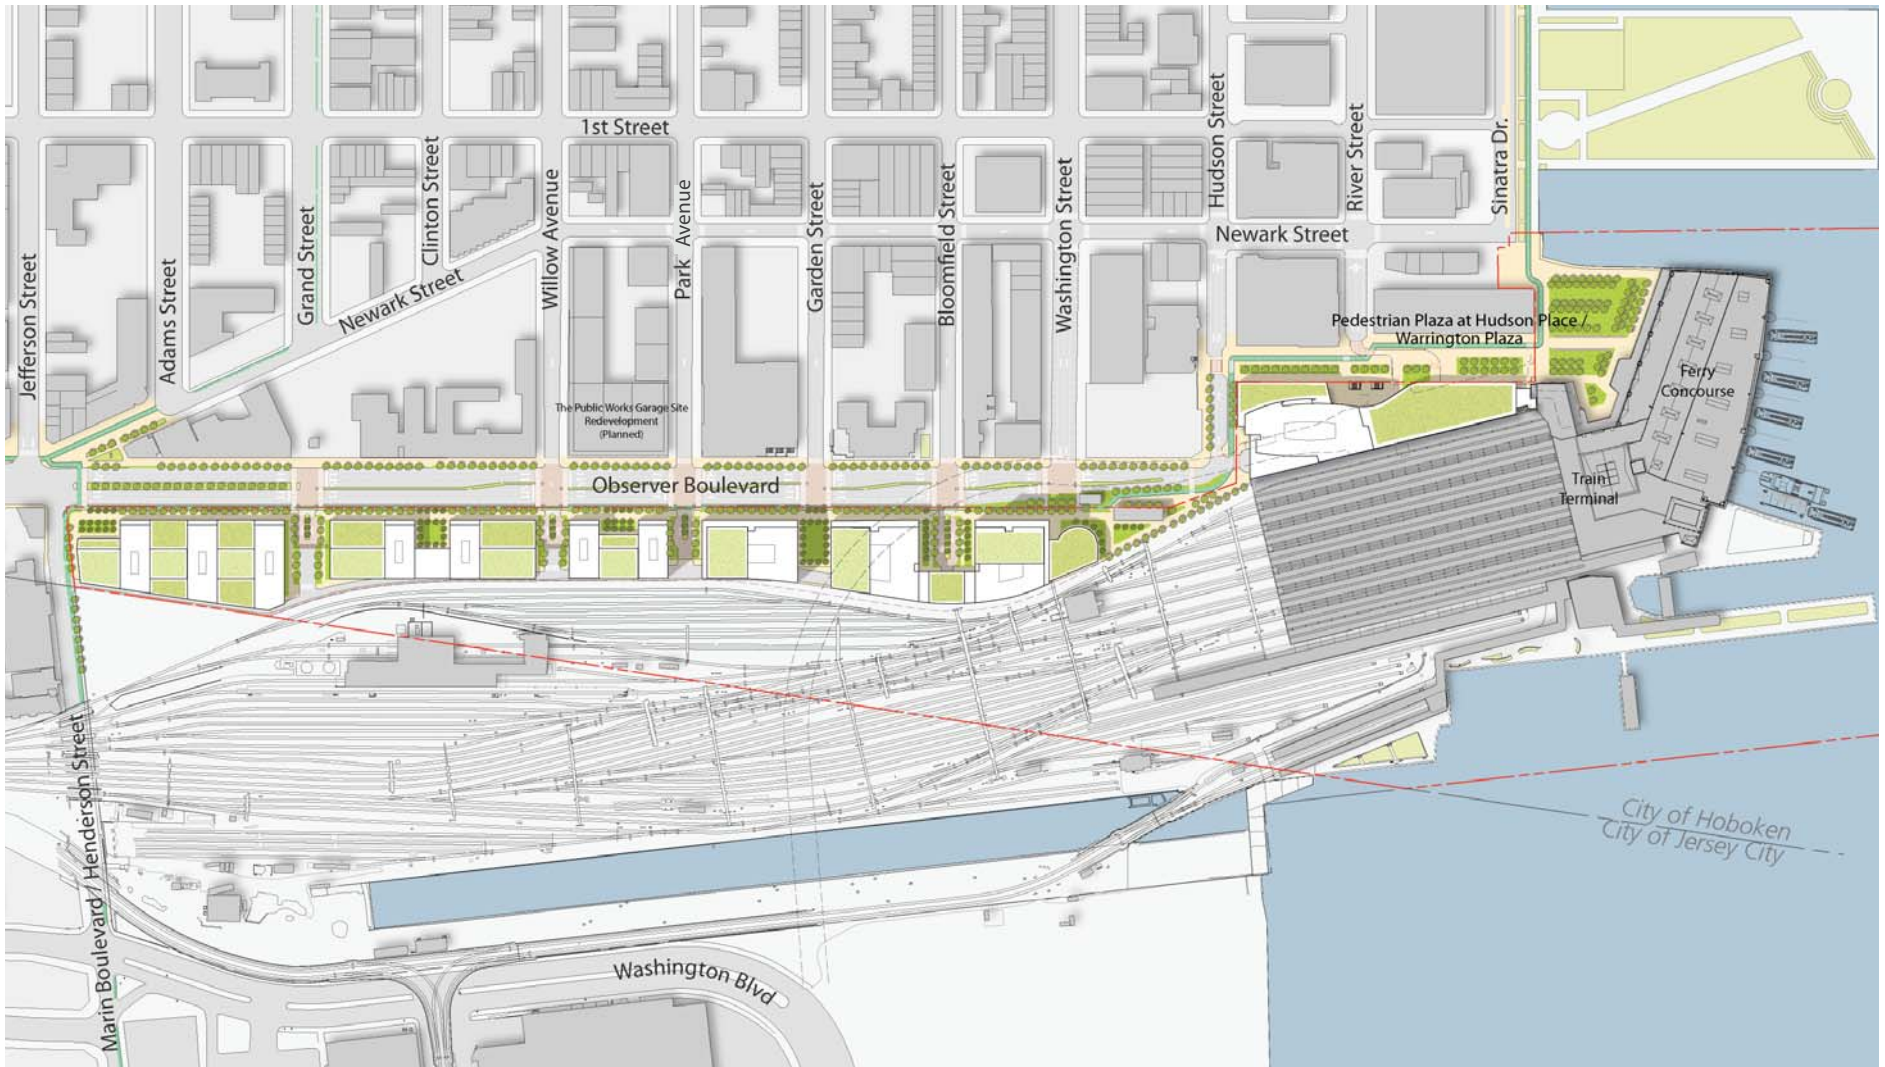 1st Street
Hudson Street
River Street
Sinatra Dr.
Clinton Street
Willow Avenue
Park Avenue
Garden Street
Bloomfield Street
Washington Street
Newark Street
Jefferson Street
Adams Street
Grand Street
Newark Street
Pedestrian Plaza at Hudson Place /
Warrington Plaza
Ferry
Concourse
The Public Works Garage Site
Redevelopment
(Planned)
Observer Boulevard
Train
Terminal
Marin Boulevard / Henderson Street
City of Hoboken
City of Jersey City
Washington Blvd